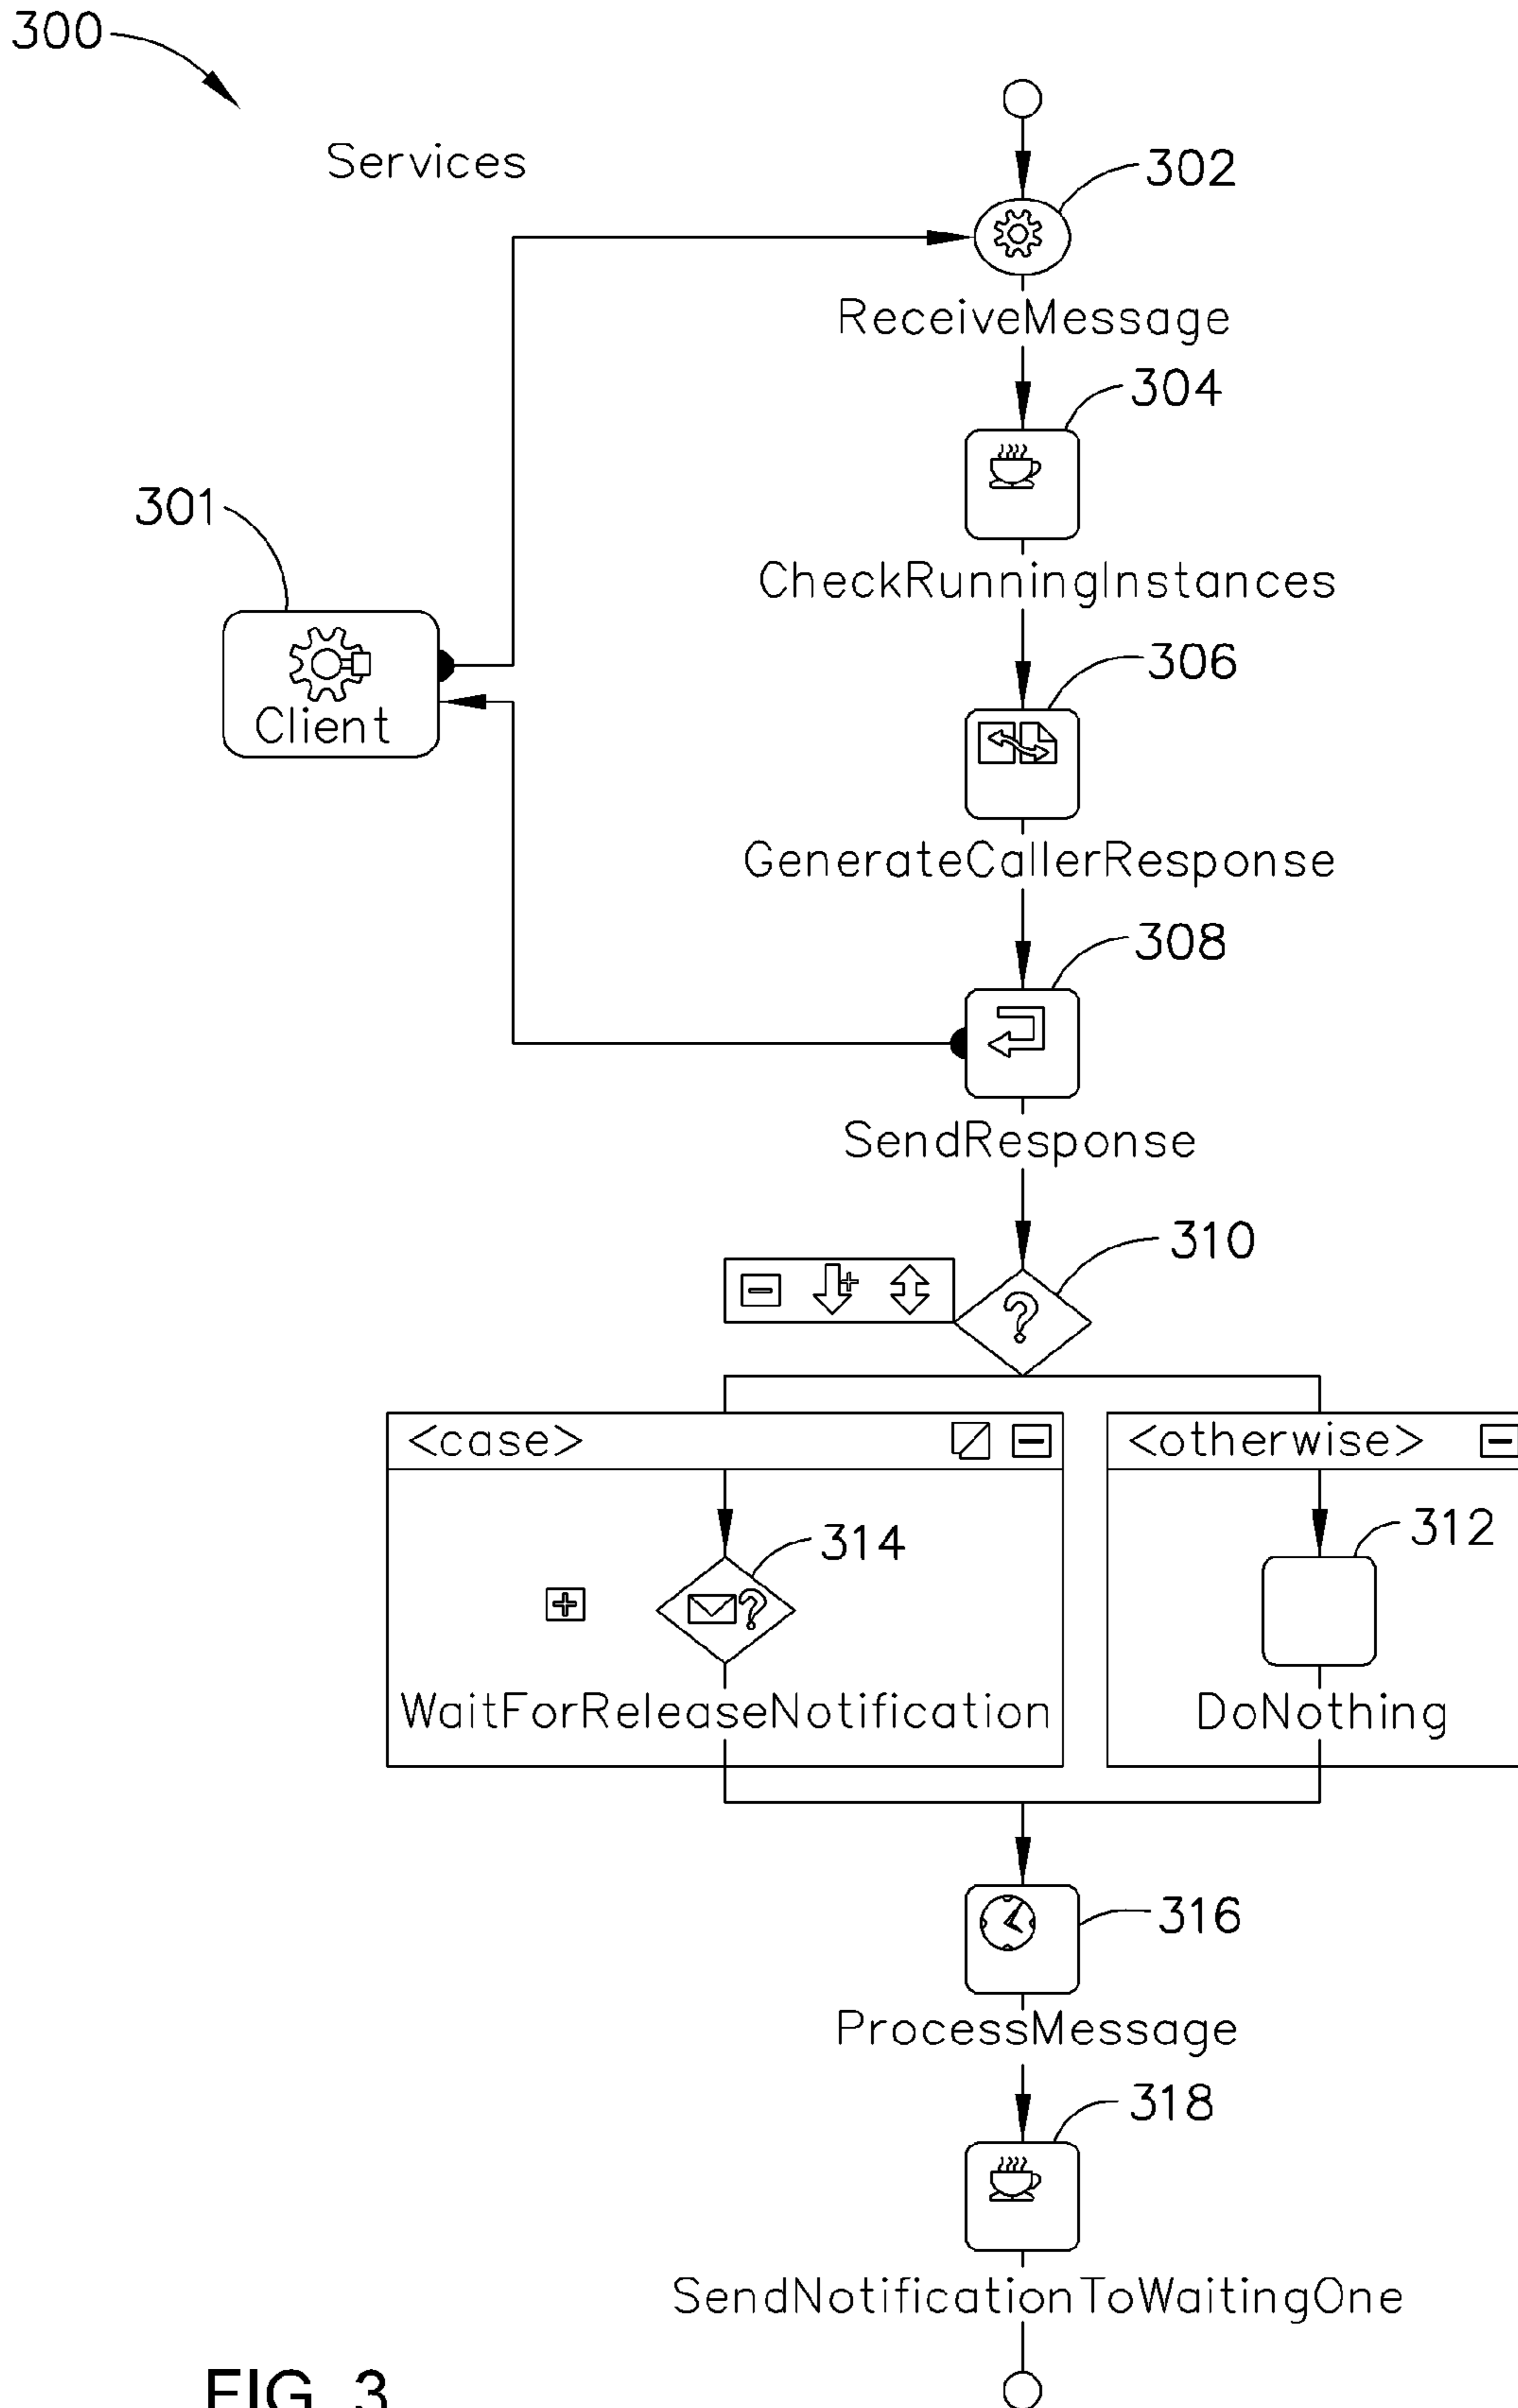 300
Services
302
ReceiveMessage
304
301
CheckRunningInstances
306
Client
GenerateCallerResponse
308
SendResponse
310
?
<case>
<otherwise>
314
312
?
WaitForReleaseNotification
DoNothing
316
ProcessMessage
318
SendNotificationToWaitingOne
FIG. 3